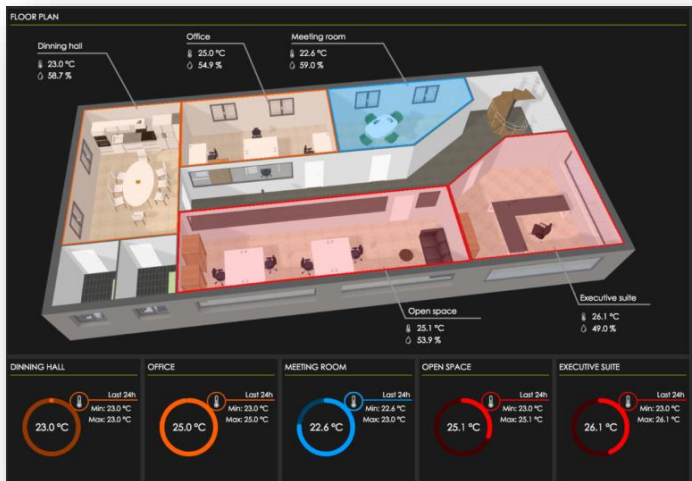 FLOOR PLAN
Dinning hall
23.0 °C
58.7 %
Office
25.0 °C
54.9 %
Meeting room
22.6 °C
59.0 %
Open space
25.1 °C
53.9 %
Executive suite
26.1 °C
49.0 %
DINNING HALL
Last 24h
Min: 23.0 °C
Max: 23.0 °C
23.0 °C
OFFICE
Last 24h
Min: 23.0 °C
Max: 25.0 °C
25.0 °C
MEETING ROOM
Last 24h
Min: 22.6 °C
Max: 23.0 °C
22.6 °C
OPEN SPACE
Last 24h
Min: 23.0 °C
Max: 25.1 °C
25.1 °C
EXECUTIVE SUITE
Last 24h
Min: 23.0 °C
Max: 26.1 °C
26.1 °C